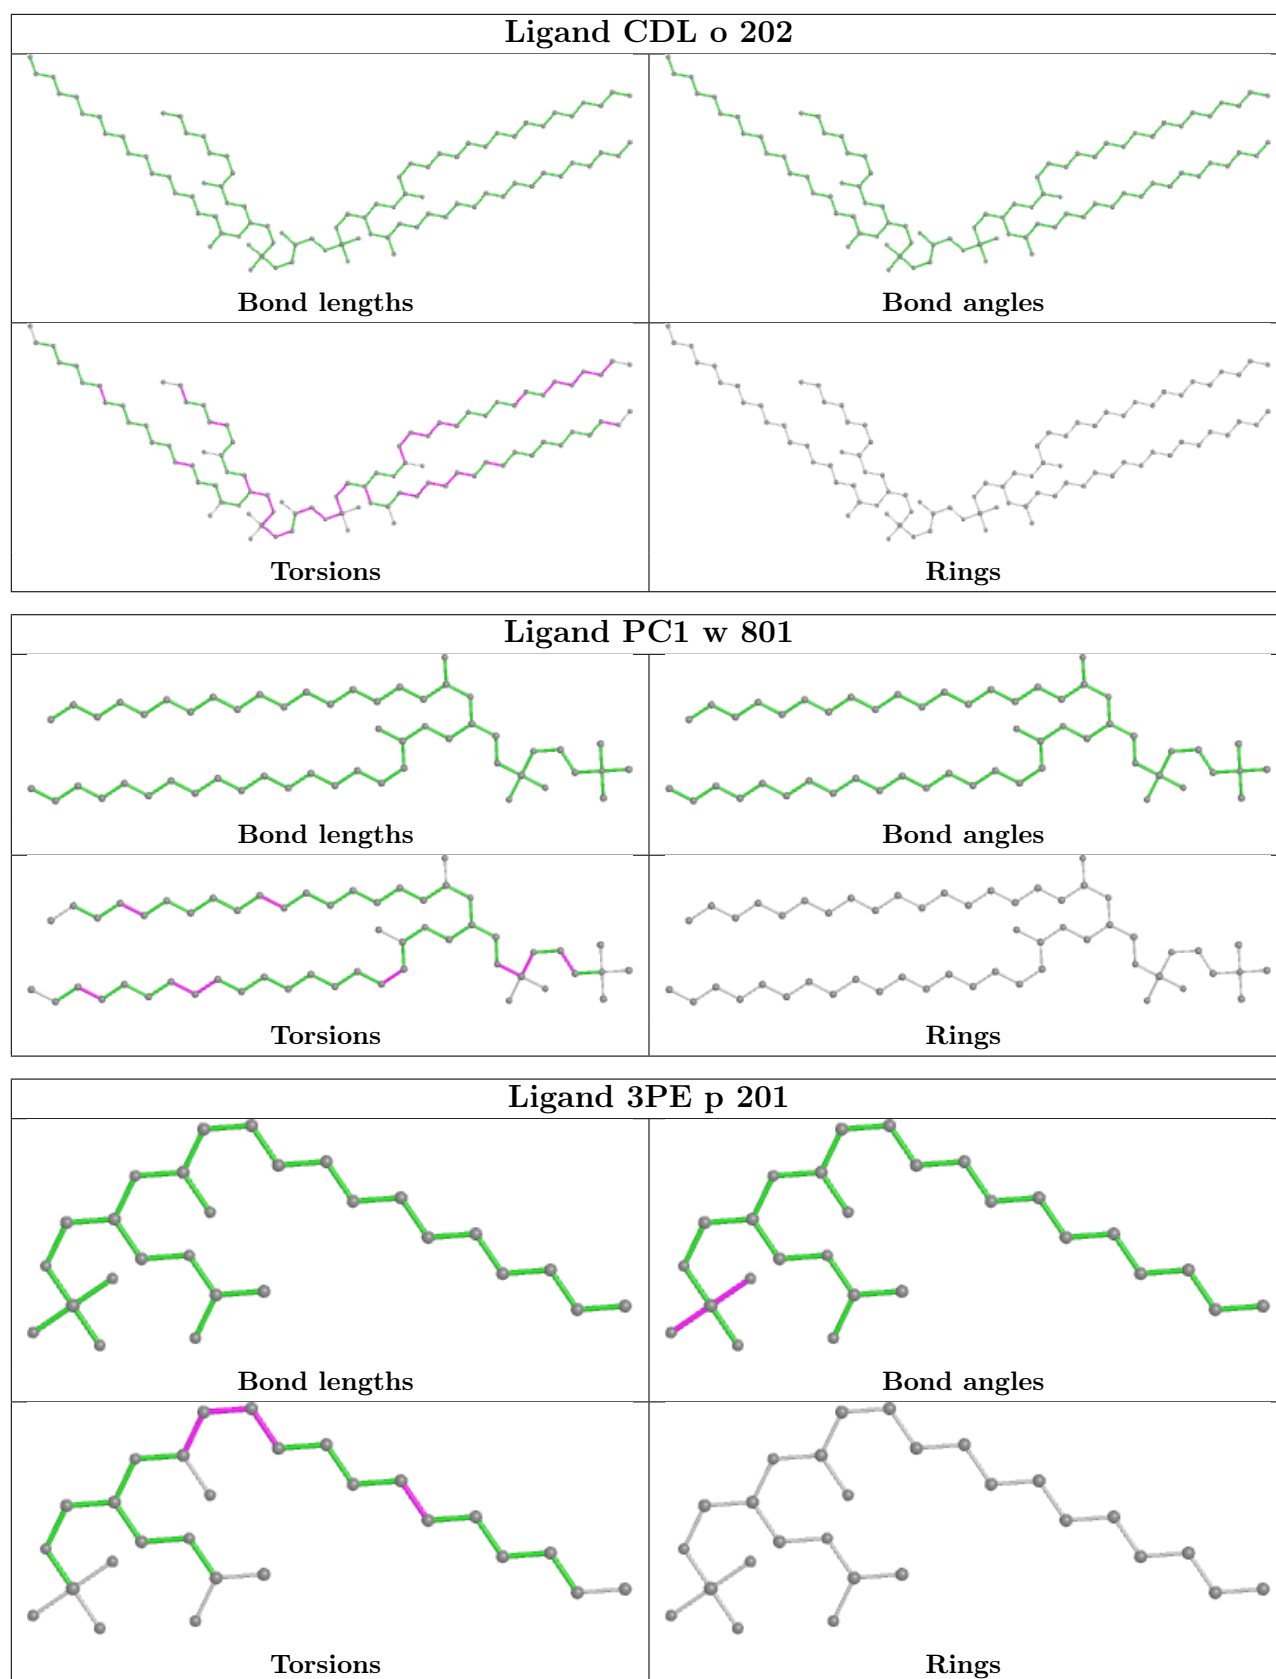 Ligand CDL o 202
Bond lengths
Bond angles
Torsions
Rings
Ligand PC1 w 801
Bond lengths
Bond angles
Torsions
Rings
Ligand 3PE p 201
Bond lengths
Bond angles
Torsions
Rings